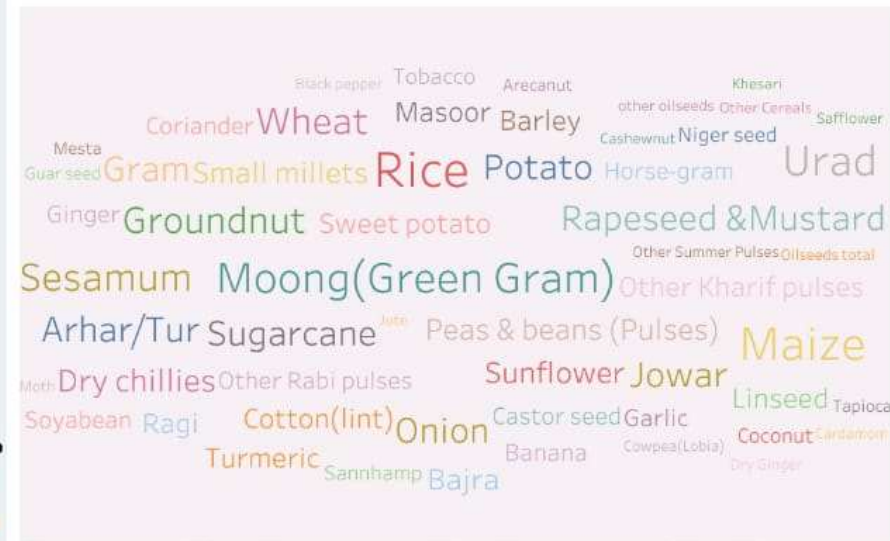 Black pepper Tobacco Arecanut Khesari
Coriander Wheat Masoor Barley other oilseeds Other Cereals Safflower
Mesta Cashewnut Niger seed
Guar seed Gram Small millets Rice Potato Horse-gram Urad
Ginger Groundnut Sweet potato Rapeseed &Mustard
Other Summer Pulses Oilseeds total
Sesamum Moong(Green Gram) Other Kharif pulses
Arhar/Tur Sugarcane Jute Peas & beans (Pulses) Maize
Moth Dry chillies Other Rabi pulses Sunflower Jowar
Linseed Tapioca
Soyabean Ragi Cotton(lint) Onion Castor seed Garlic
Coconut Cardamom
Turmeric Sannhamp Bajra Banana Cowpea(Lobia)
Dry Ginger